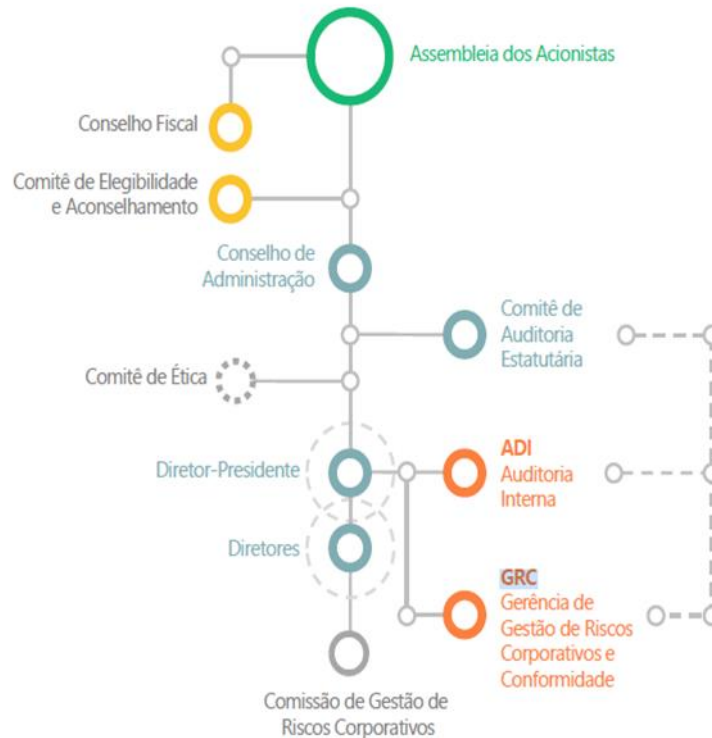 Assembleia dos Acionistas
Conselho Fiscal
Comitê de Elegibilidade
e Aconselhamento
Conselho de
Administração
Comitê de
Auditoria
Estatutária
Comitê de Ética
Diretor-Presidente
ADI
Auditoria
Interna
Diretores
GRC
Gerência de
Gestão de Riscos
Corporativos e
Conformidade
Comissão de Gestão de
Riscos Corporativos